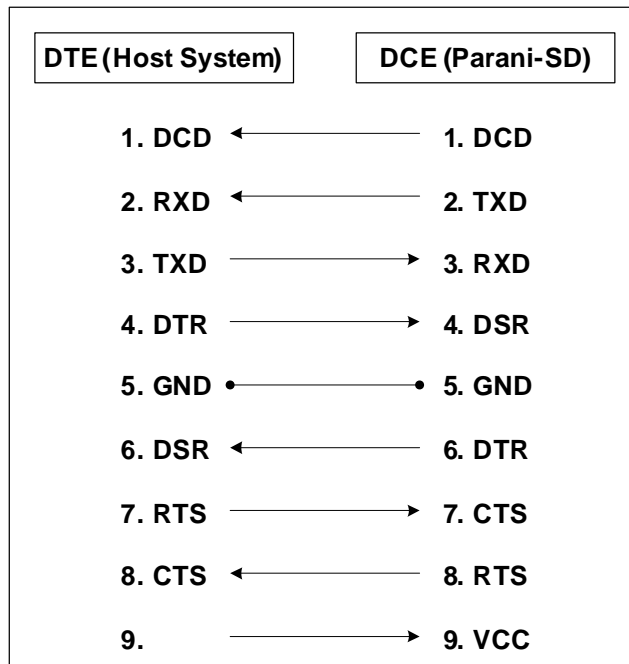 DTE (Host System) DCE (Parani-SD)
1. DCD 1. DCD
2. RXD 2. TXD
3. TXD 3. RXD
4. DTR 4. DSR
5. GND 5. GND
6. DSR 6. DTR
7. RTS 7. CTS
8. CTS 8. RTS
9. 9. VCC